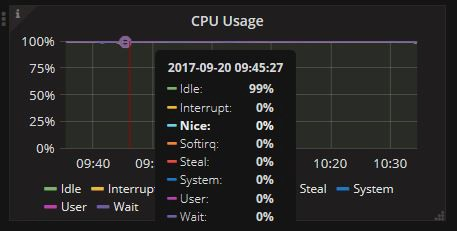 i
CPU Usage
100%
75%
50%
25%
0%
09:40
10:20
10:30
2017-09-20 09:45:27
Idle: 99%
Interrupt: 0%
Nice: 0%
Softirq: 0%
Steal: 0%
System: 0%
User: 0%
Wait: 0%
Idle
Steal
System
User
Wait